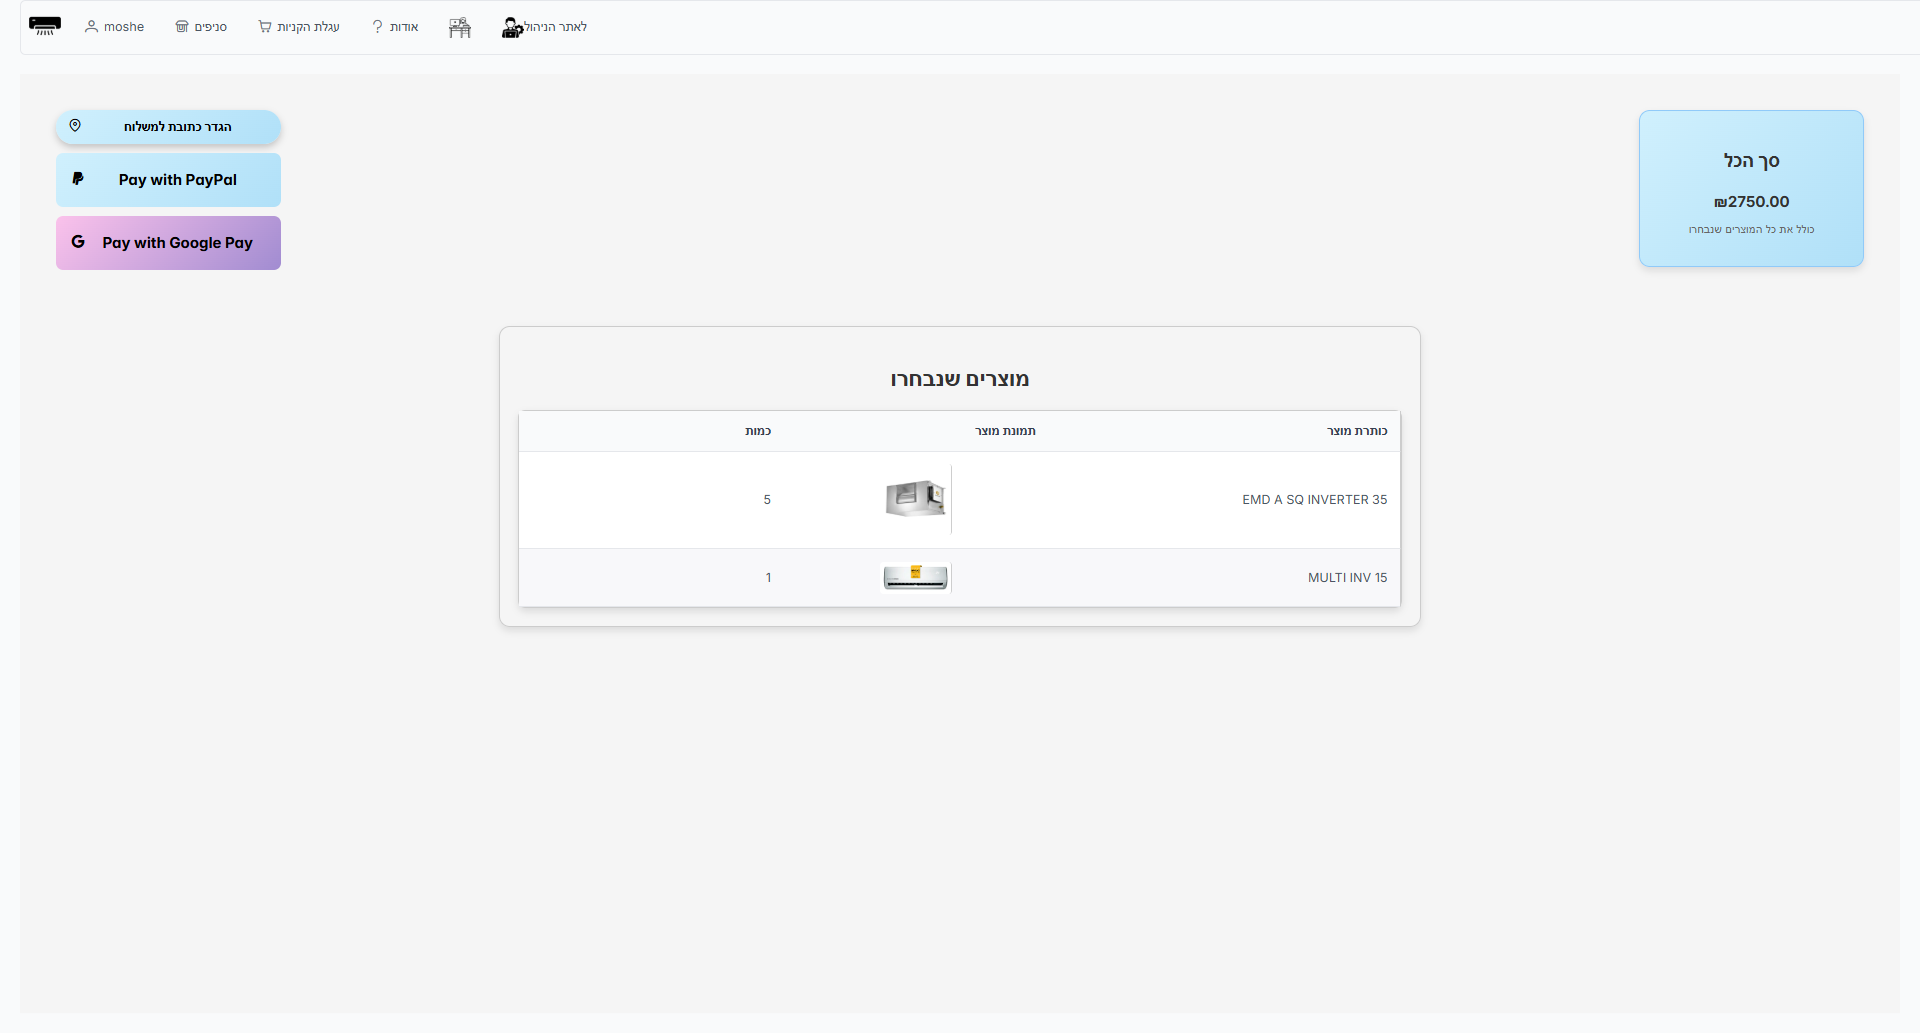 moshe
סניפים
עגלת הקניות
אודות
לאתר הניהול
הגדר כתובת למשלוח
Pay with PayPal
Pay with Google Pay
סך הכל
₪2750.00
כולל את כל המוצרים שנבחרו
מוצרים שנבחרו
כותרת מוצר תמונת מוצר כמות
EMD A SQ INVERTER 35 5
MULTI INV 15 1